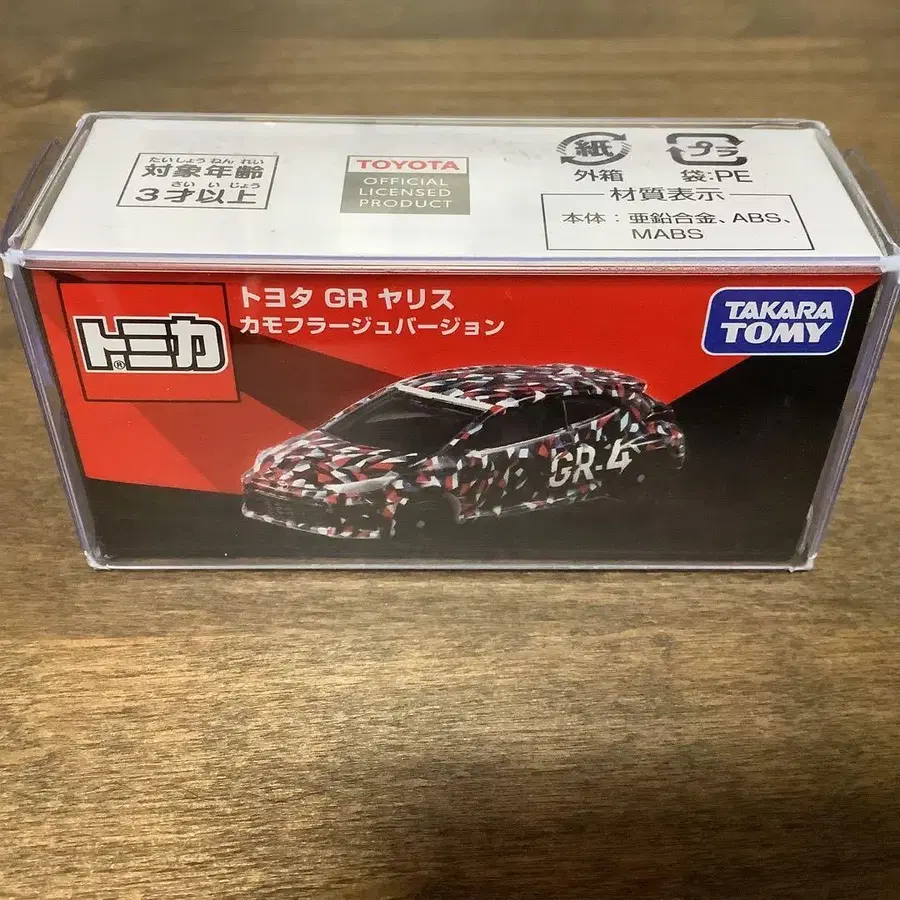 たいしょうねんれい
対象年齢
さいいじょう
3才以上
TOYOTA
OFFICIAL
LICENSED
PRODUCT
紙
外箱
プラ
袋:PE
材質表示
本体:亜鉛合金、ABS、
MABS
トミカ®
トヨタ GR ヤリス
カモフラージュバージョン
TAKARA
TOMY
GR-4